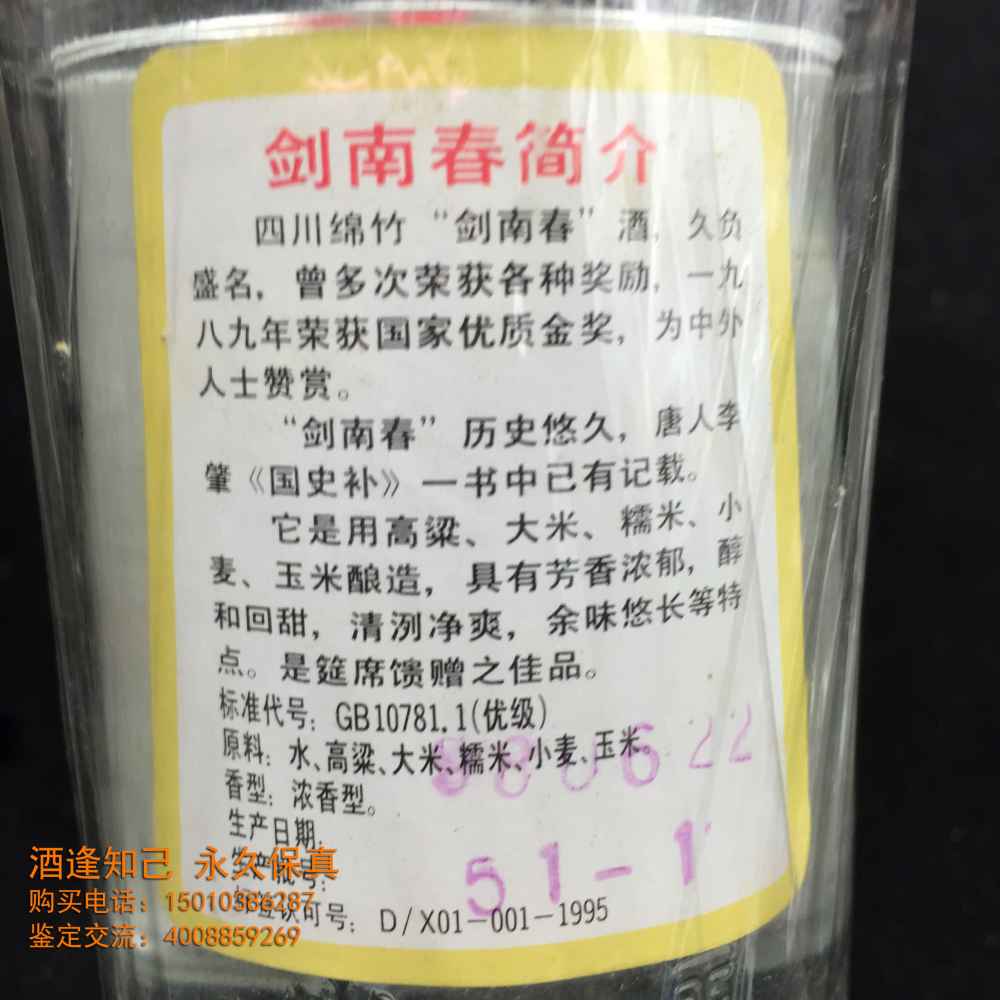 剑南春简介
四川绵竹“剑南春”酒，久负
盛名，曾多次荣获各种奖励，一九
八九年荣获国家优质金奖，为中外
人士赞赏。
“剑南春”历史悠久，唐人李
肇《国史补》一书中已有记载。
它是用高粱、大米、糯米、小
麦、玉米酿造，具有芳香浓郁，醇
和回甜，清洌净爽，余味悠长等特
点。是筵席馈赠之佳品。
标准代号：GB10781.1(优级)
原料：水、高粱、大米、糯米、小麦、玉米
香型：浓香型。
980622
生产日期：
生产批号：
51-1
认可号：D/X01-001-1995
酒逢知己 永久保真
购买电话：15010386287
鉴定交流：4008859269